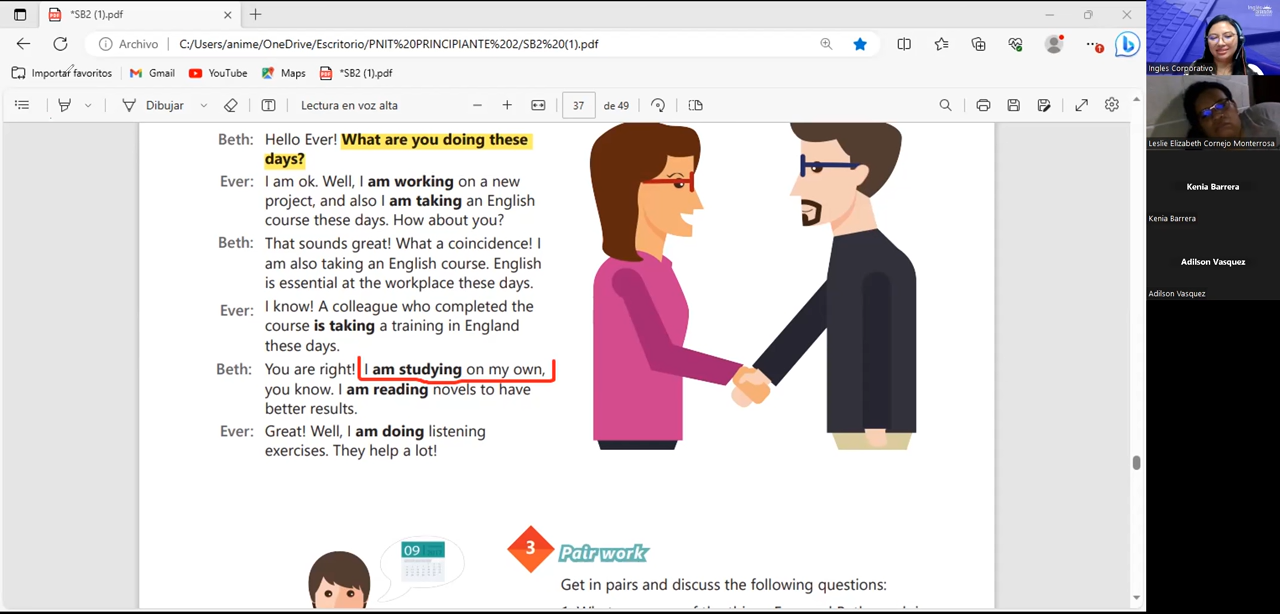 *SB2 (1).pdf
Archivo
C:/Users/anime/OneDrive/Escritorio/PNIT%20PRINCIPIANTE%202/SB2%20(1).pdf
Importar favoritos
Gmail
YouTube
Maps
*SB2 (1).pdf
Dibujar
Lectura en voz alta
37
de 49
Beth: Hello Ever! What are you doing these
days?
Ever: I am ok. Well, I am working on a new
project, and also I am taking an English
course these days. How about you?
Beth: That sounds great! What a coincidence! I
am also taking an English course. English
is essential at the workplace these days.
Ever: I know! A colleague who completed the
course is taking a training in England
these days.
Beth: You are right! I am studying on my own,
you know. I am reading novels to have
better results.
Ever: Great! Well, I am doing listening
exercises. They help a lot!
09
3
Pair work
Get in pairs and discuss the following questions:
Ingles Corporativo
Leslie Elizabeth Cornejo Monterrosa
Kenia Barrera
Kenia Barrera
Adilson Vasquez
Adilson Vasquez